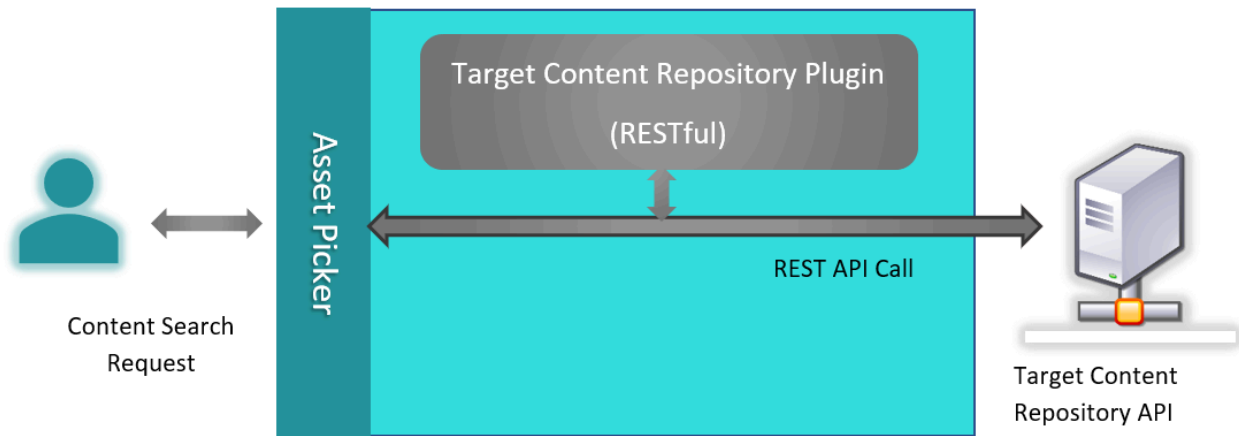 Target Content Repository Plugin
(RESTful)
Asset Picker
REST API Call
Content Search
Request
Target Content
Repository API